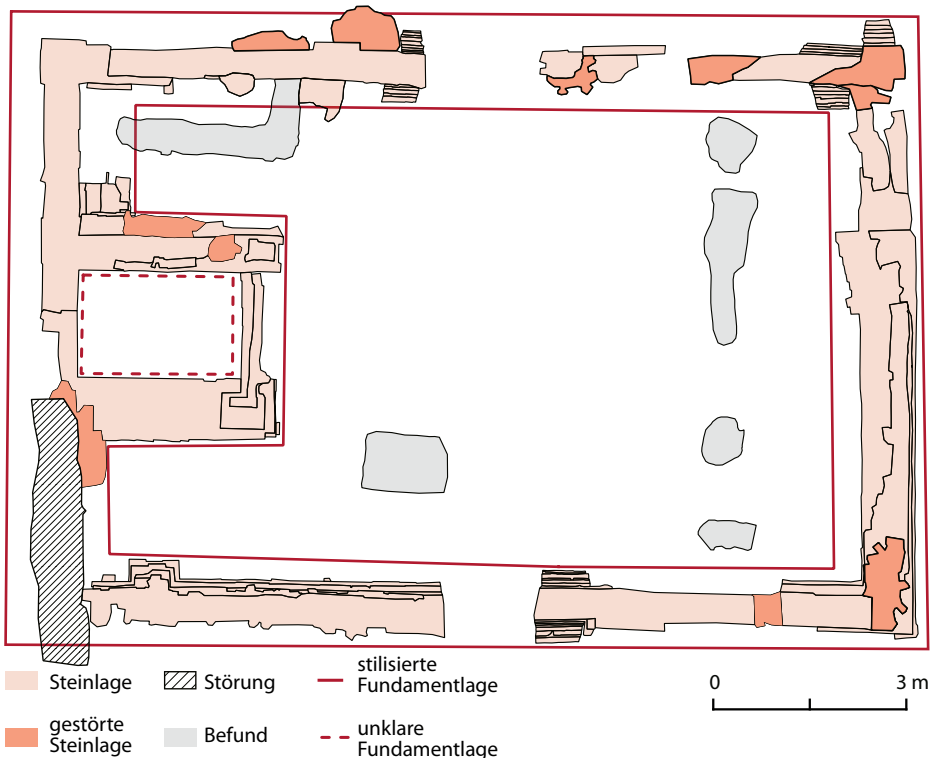 Steinlage
Störung
stilisierte
Fundamentlage
gestörte
Steinlage
Befund
unklare
Fundamentlage
0 3 m